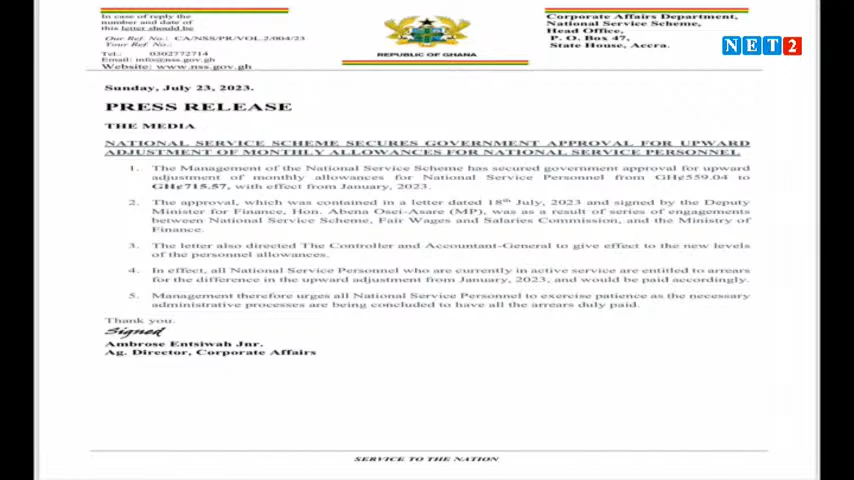 In case of reply the
number and date of
this letter should be
Our Ref. No.: CA/NSS/PR/VOL.2/004/23
Your Ref. No.:
Tel.: 0302772714
Email: info@nss.gov.gh
Website: www.nss.gov.gh
REPUBLIC OF GHANA
Corporate Affairs Department,
National Service Scheme,
Head Office,
P. O. Box 47,
State House, Accra.
NET2
Sunday, July 23, 2023.
PRESS RELEASE
THE MEDIA
NATIONAL SERVICE SCHEME SECURES GOVERNMENT APPROVAL FOR UPWARD
ADJUSTMENT OF MONTHLY ALLOWANCES FOR NATIONAL SERVICE PERSONNEL
1. The Management of the National Service Scheme has secured government approval for upward
adjustment of monthly allowances for National Service Personnel from GH¢559.04 to
GH¢715.57, with effect from January, 2023.
2. The approval, which was contained in a letter dated 18th July, 2023 and signed by the Deputy
Minister for Finance, Hon. Abena Osei-Asare (MP), was as a result of series of engagements
between National Service Scheme, Fair Wages and Salaries Commission, and the Ministry of
Finance.
3. The letter also directed The Controller and Accountant-General to give effect to the new levels
of the personnel allowances.
4. In effect, all National Service Personnel who are currently in active service are entitled to arrears
for the difference in the upward adjustment from January, 2023, and would be paid accordingly.
5. Management therefore urges all National Service Personnel to exercise patience as the necessary
administrative processes are being concluded to have all the arrears duly paid.
Thank you.
Signed
Ambrose Entsiwah Jnr.
Ag. Director, Corporate Affairs
SERVICE TO THE NATION